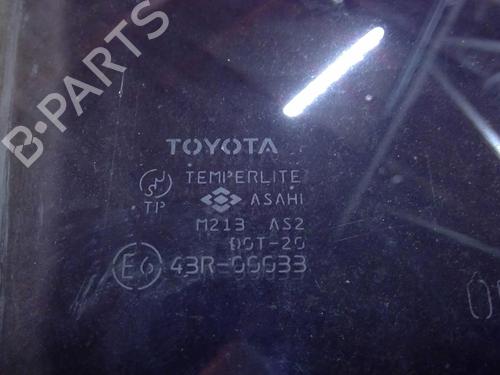 B-PARTS
TOYOTA
TEMPERLITE
TP
ASAHI
M213 AS2
DOT-20
E6 43R-00033